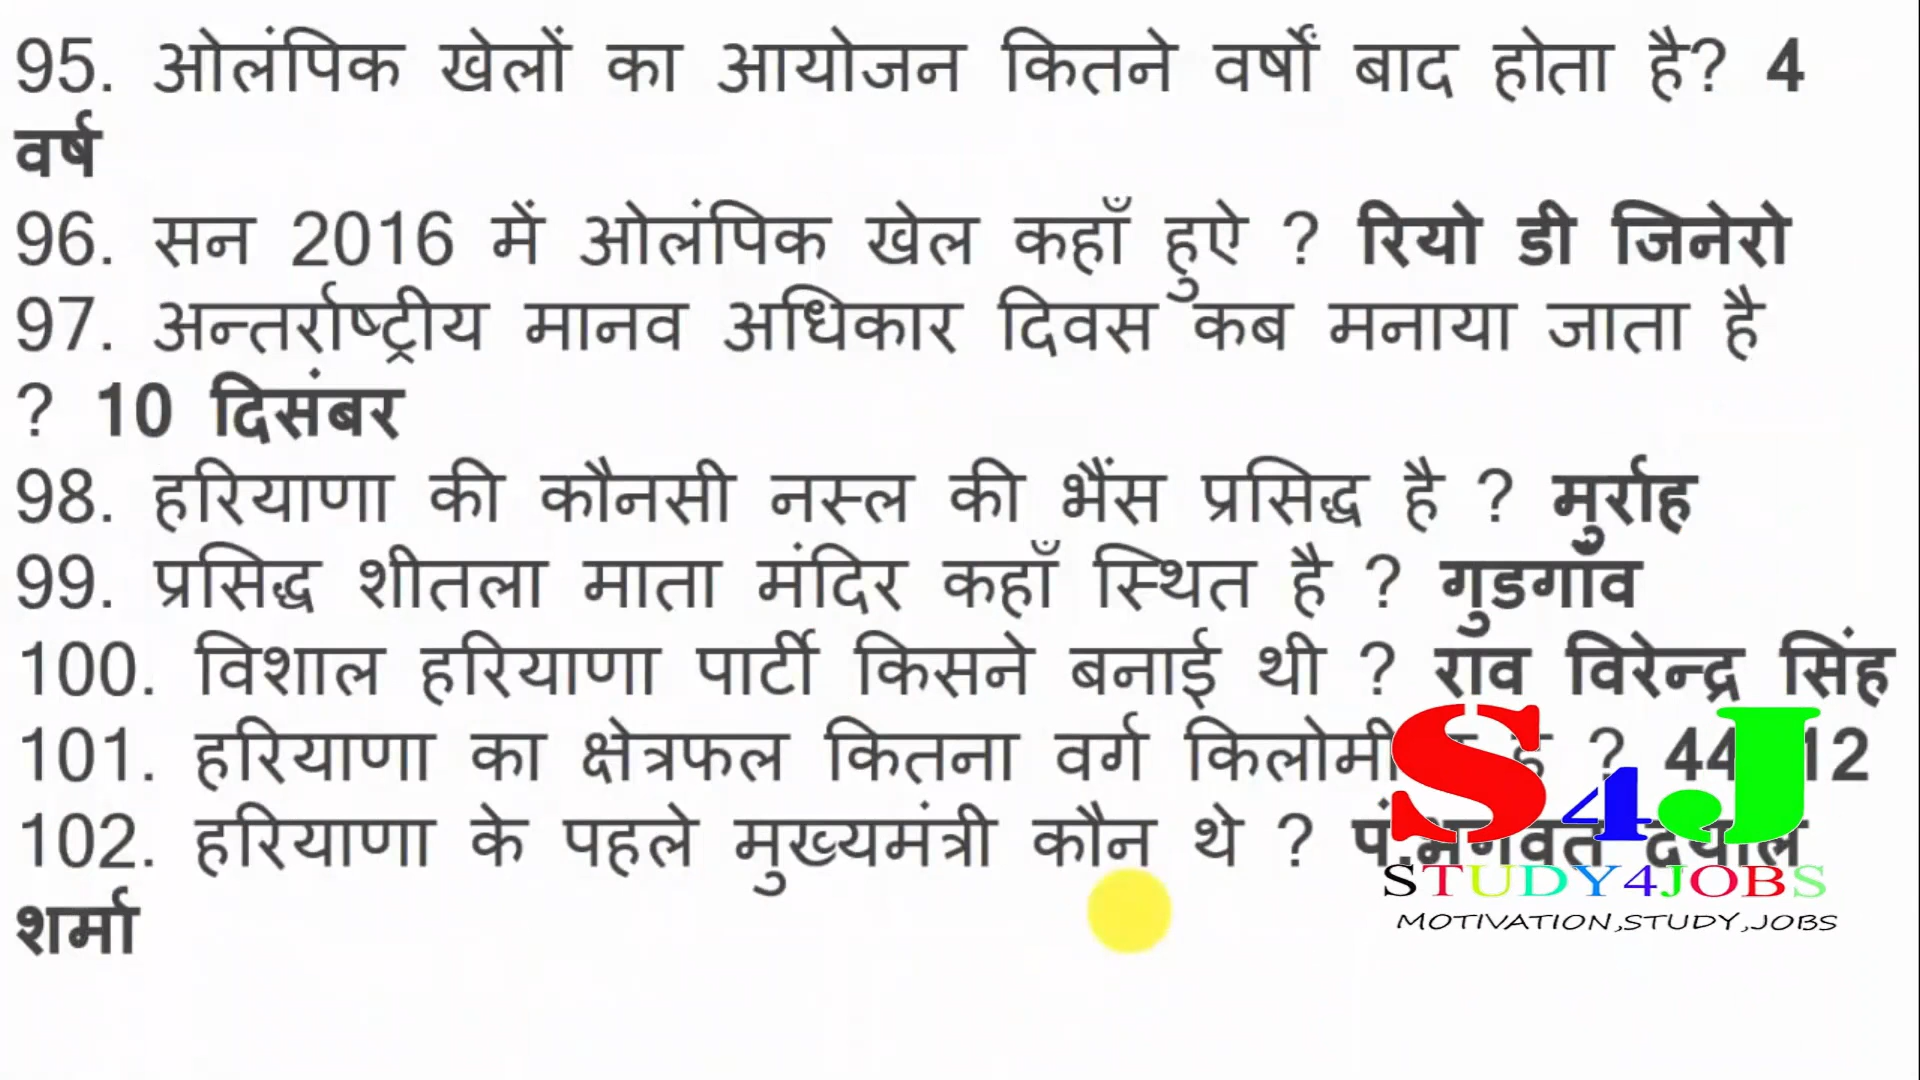 95. ओलंपिक खेलों का आयोजन कितने वर्षों बाद होता है? 4
वर्ष
96. सन 2016 में ओलंपिक खेल कहाँ हुऐ ? रियो डी जिनेरो
97. अन्तर्राष्ट्रीय मानव अधिकार दिवस कब मनाया जाता है
? 10 दिसंबर
98. हरियाणा की कौनसी नस्ल की भैंस प्रसिद्ध है ? मुर्राह
99. प्रसिद्ध शीतला माता मंदिर कहाँ स्थित है ? गुडगाँव
100. विशाल हरियाणा पार्टी किसने बनाई थी ? राव विरेन्द्र सिंह
101. हरियाणा का क्षेत्रफल कितना वर्ग ?
102. हरियाणा के पहले मुख्यमंत्री कौन थे ? पं.भगवत दयाल
शर्मा
S4J
STUDY4JOBS
MOTIVATION,STUDY,JOBS